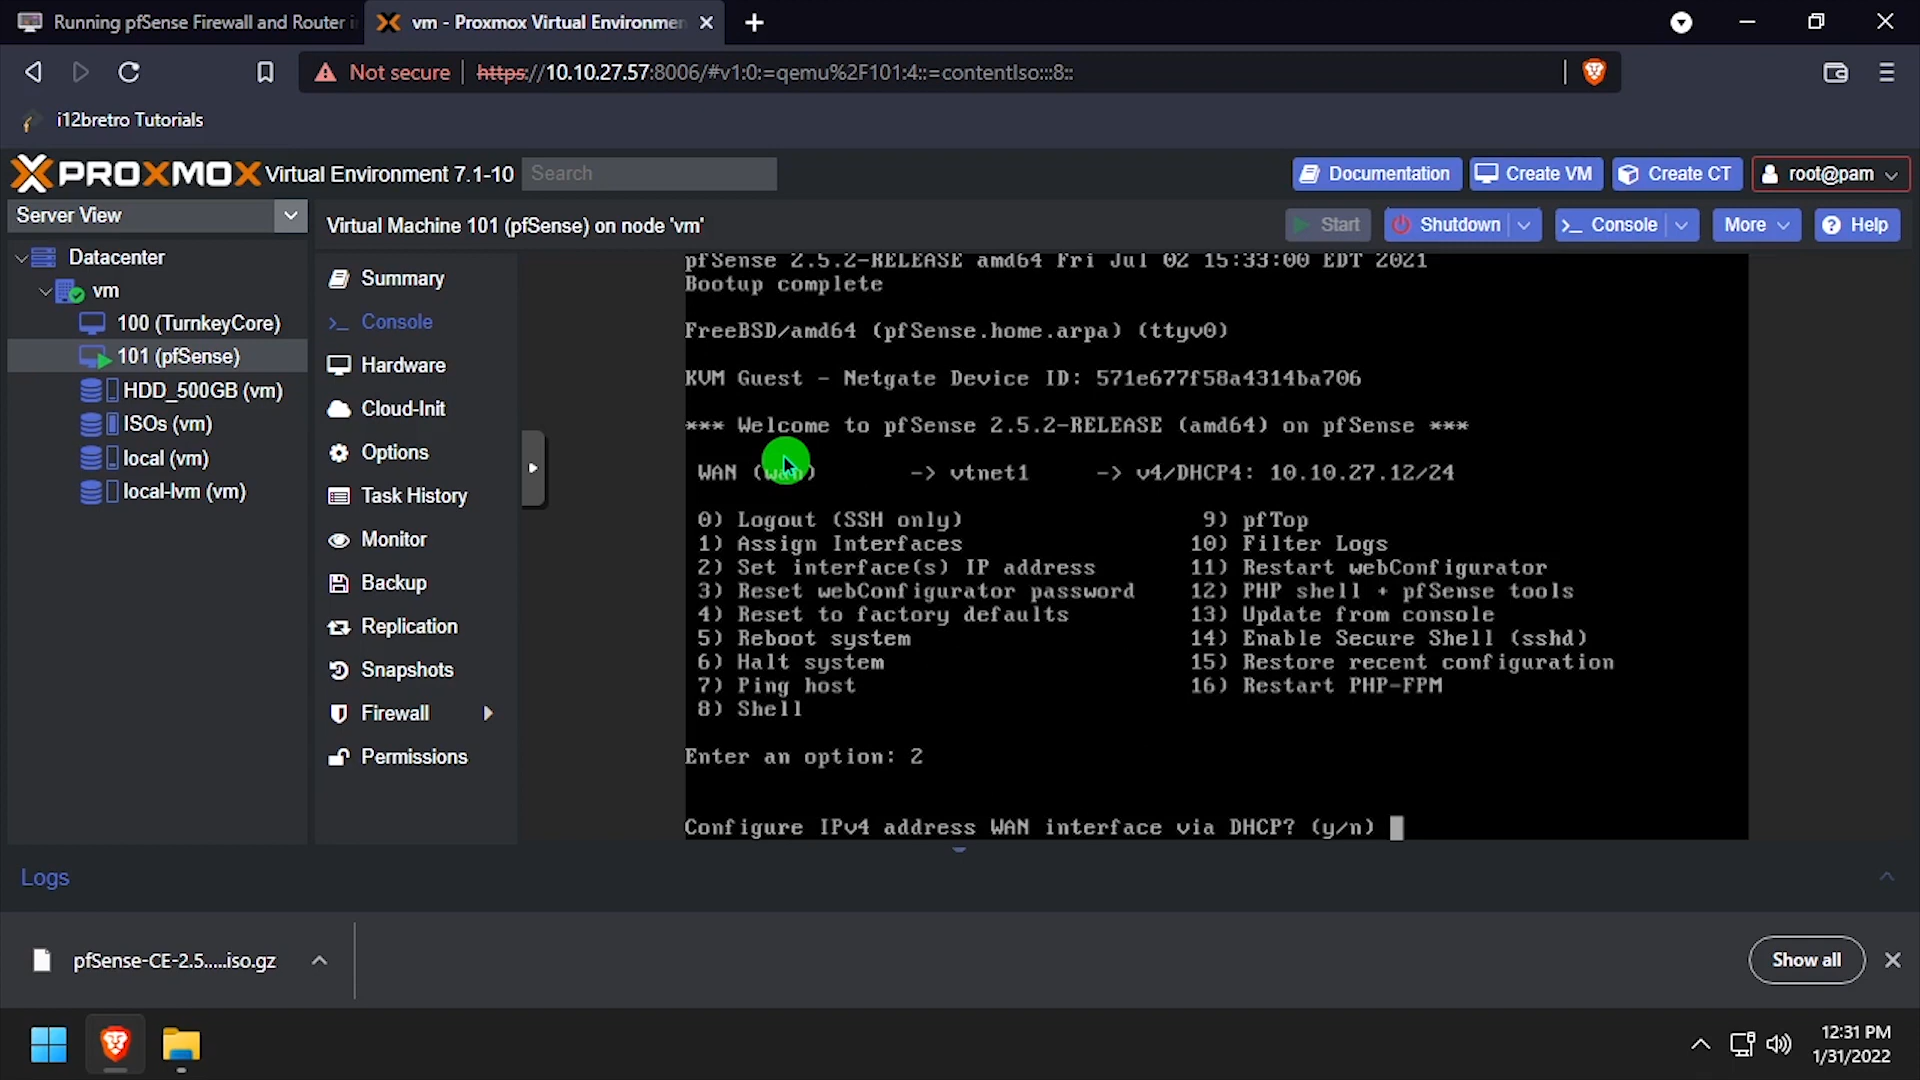 Running pfSense Firewall and Router i
vm - Proxmox Virtual Environmen
Not secure
https://10.10.27.57:8006/#v1:0:=qemu%2F101:4::=contentIso:::8::
i12bretro Tutorials
PROXMOX Virtual Environment 7.1-10
Search
Documentation
Create VM
Create CT
root@pam
Server View
Virtual Machine 101 (pfSense) on node 'vm'
Start
Shutdown
Console
More
Help
Datacenter
vm
100 (TurnkeyCore)
101 (pfSense)
HDD_500GB (vm)
ISOs (vm)
local (vm)
local-lvm (vm)
Summary
Console
Hardware
Cloud-Init
Options
Task History
Monitor
Backup
Replication
Snapshots
Firewall
Permissions
pfSense 2.5.2-RELEASE amd64 Fri Jul 02 15:33:00 EDT 2021
Bootup complete
FreeBSD/amd64 (pfSense.home.arpa) (ttyv0)
KVM Guest - Netgate Device ID: 571e677f58a4314ba706
*** Welcome to pfSense 2.5.2-RELEASE (amd64) on pfSense ***
WAN (wan) -> vtnet1 -> v4/DHCP4: 10.10.27.12/24
0) Logout (SSH only) 9) pfTop
1) Assign Interfaces 10) Filter Logs
2) Set interface(s) IP address 11) Restart webConfigurator
3) Reset webConfigurator password 12) PHP shell + pfSense tools
4) Reset to factory defaults 13) Update from console
5) Reboot system 14) Enable Secure Shell (sshd)
6) Halt system 15) Restore recent configuration
7) Ping host 16) Restart PHP-FPM
8) Shell
Enter an option: 2
Configure IPv4 address WAN interface via DHCP? (y/n)
Logs
pfSense-CE-2.5.....iso.gz
Show all
12:31 PM
1/31/2022